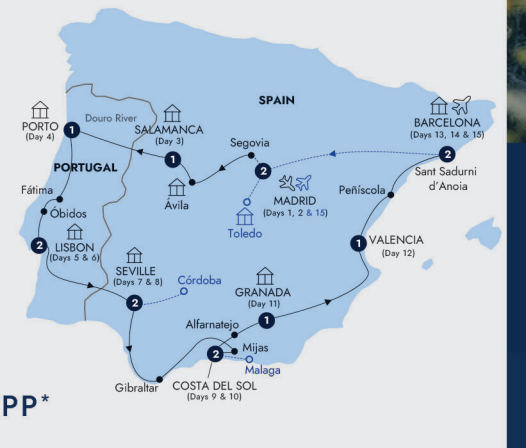 SPAIN
BARCELONA
(Days 13, 14 & 15)
2
Sant Sadurni
d'Anoia
PORTO
(Day 4)
1
Douro River
SALAMANCA
(Day 3)
1
Segovia
2
MADRID
(Days 1, 2 & 15)
Ávila
Toledo
PORTUGAL
Fátima
Óbidos
2
LISBON
(Days 5 & 6)
Peñíscola
1
VALENCIA
(Day 12)
SEVILLE
(Days 7 & 8)
2
Córdoba
GRANADA
(Day 11)
1
Alfarnatejo
2
Mijas
Malaga
Gibraltar
COSTA DEL SOL
(Days 9 & 10)
PP*